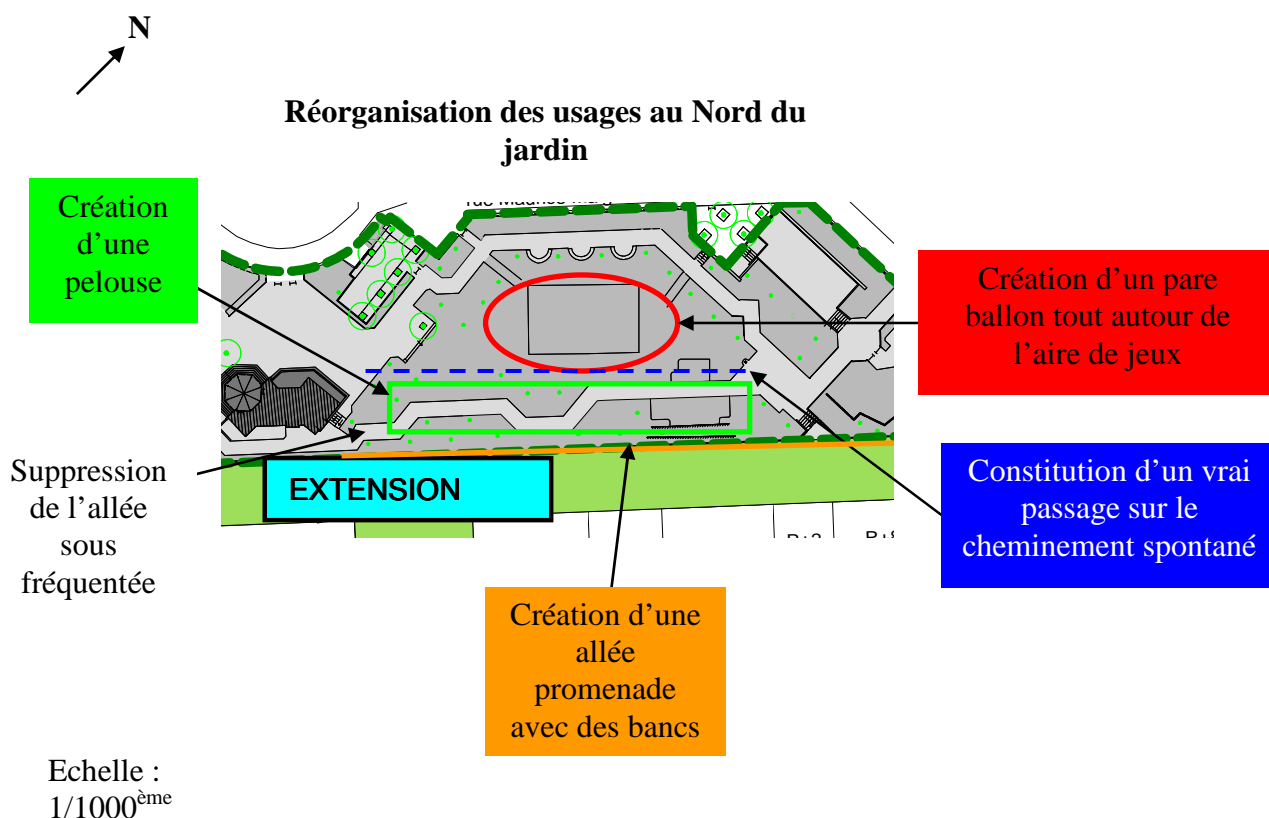 N
Réorganisation des usages au Nord du
jardin
Création
d’une
pelouse
Création d’un pare
ballon tout autour de
l’aire de jeux
Suppression
de l’allée
sous
fréquentée
EXTENSION
Constitution d’un vrai
passage sur le
cheminement spontané
Création d’une
allée
promenade
avec des bancs
Echelle :
1/1000ème